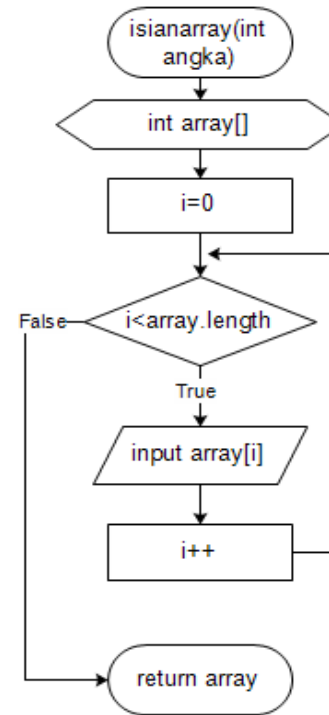 isianarray(int
angka)
int array[]
i=0
i<array.length
False
True
input array[i]
i++
return array